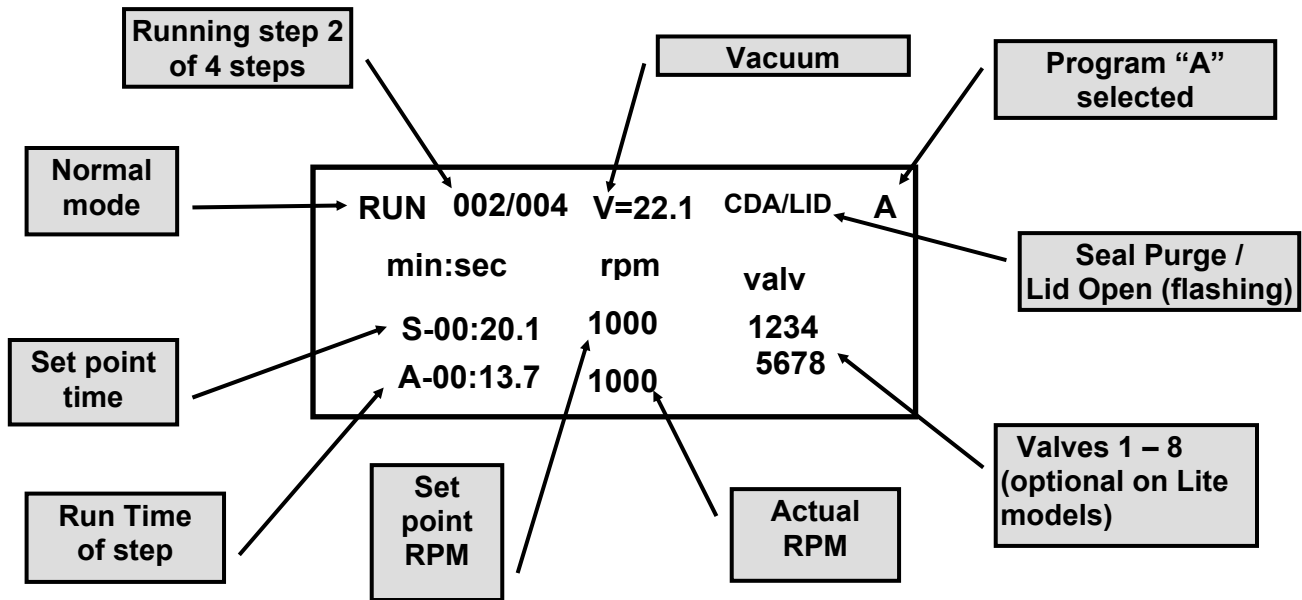 Running step 2
of 4 steps
Vacuum
Program “A”
selected
Normal
mode
RUN 002/004 V=22.1 CDA/LID A
min:sec rpm valv
Seal Purge /
Lid Open (flashing)
S-00:20.1 1000 1234
5678
A-00:13.7 1000
Set point
time
Run Time
of step
Set
point
RPM
Actual
RPM
Valves 1 – 8
(optional on Lite
models)